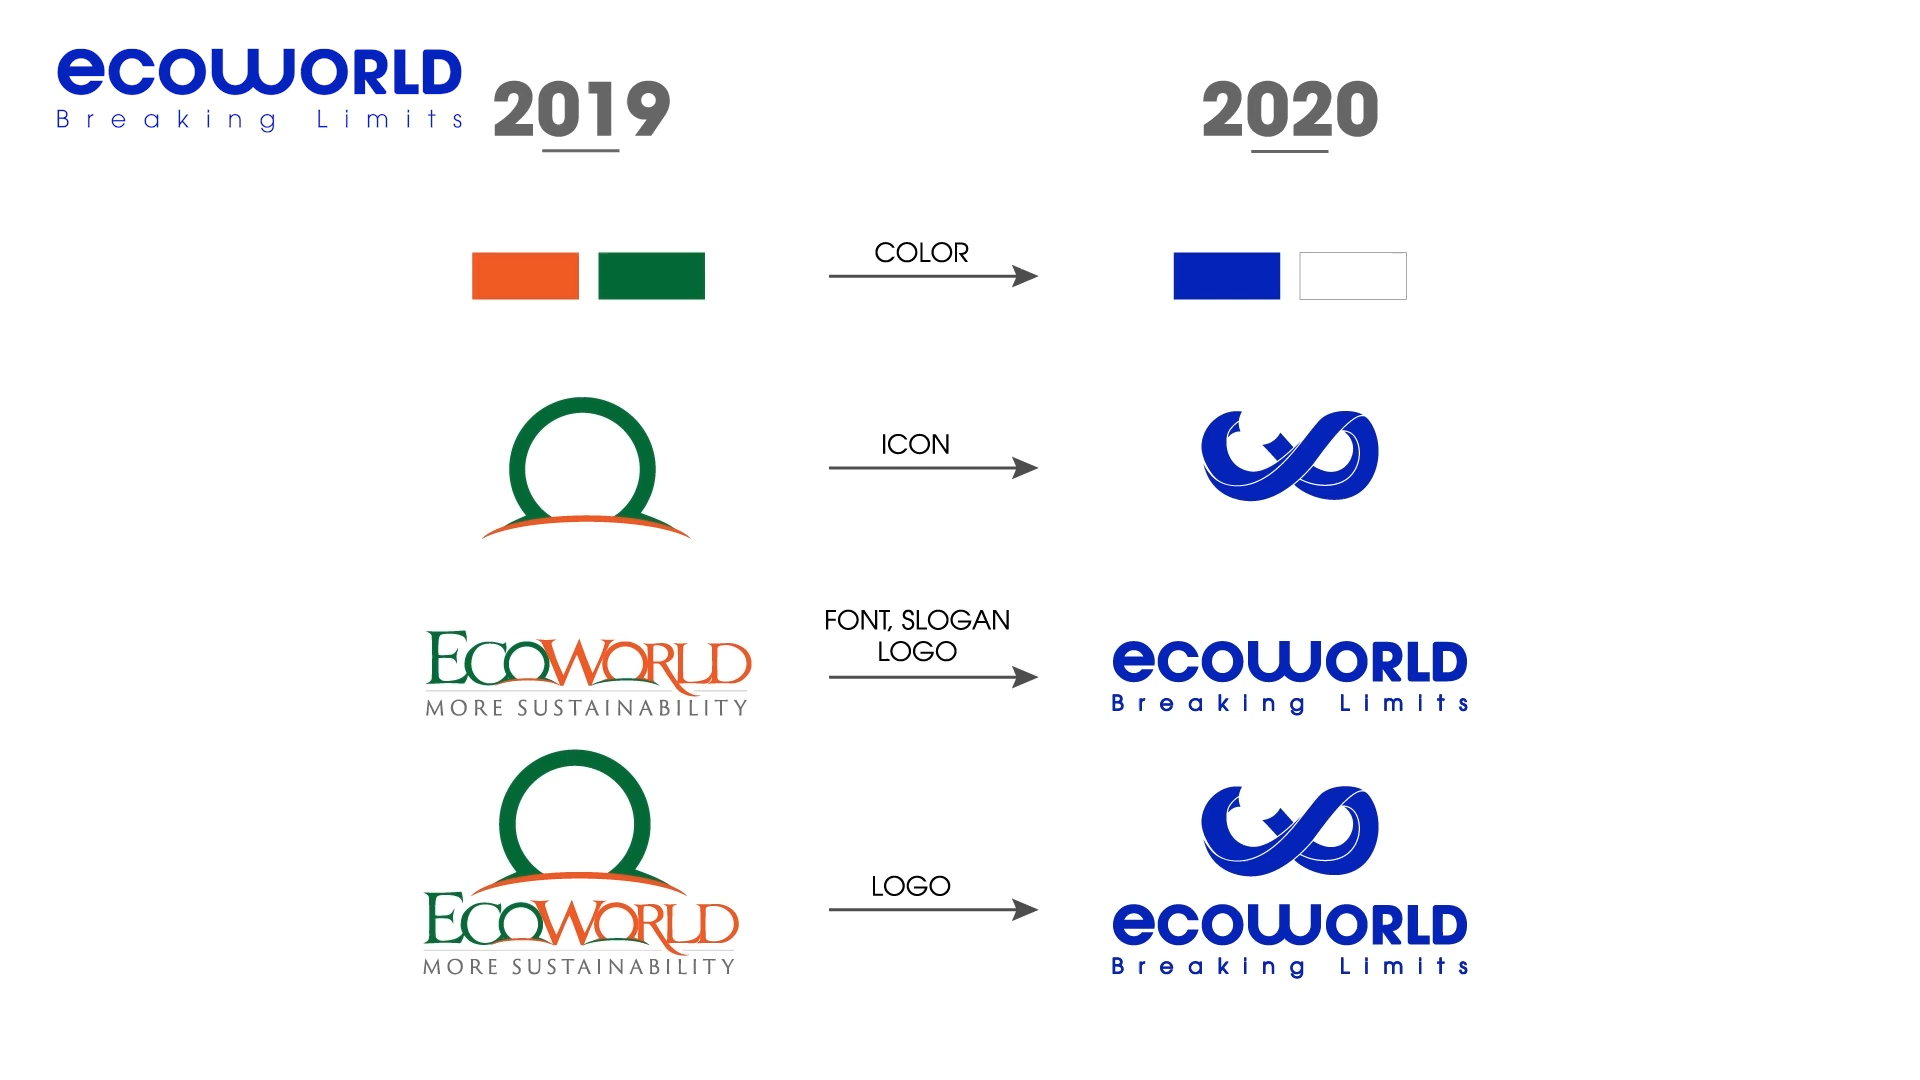 ecoWORLD
Breaking Limits
2019
2020
COLOR
ICON
FONT, SLOGAN
LOGO
ECOWORLD
MORE SUSTAINABILITY
ecoWORLD
Breaking Limits
LOGO
ECOWORLD
MORE SUSTAINABILITY
ecoWORLD
Breaking Limits